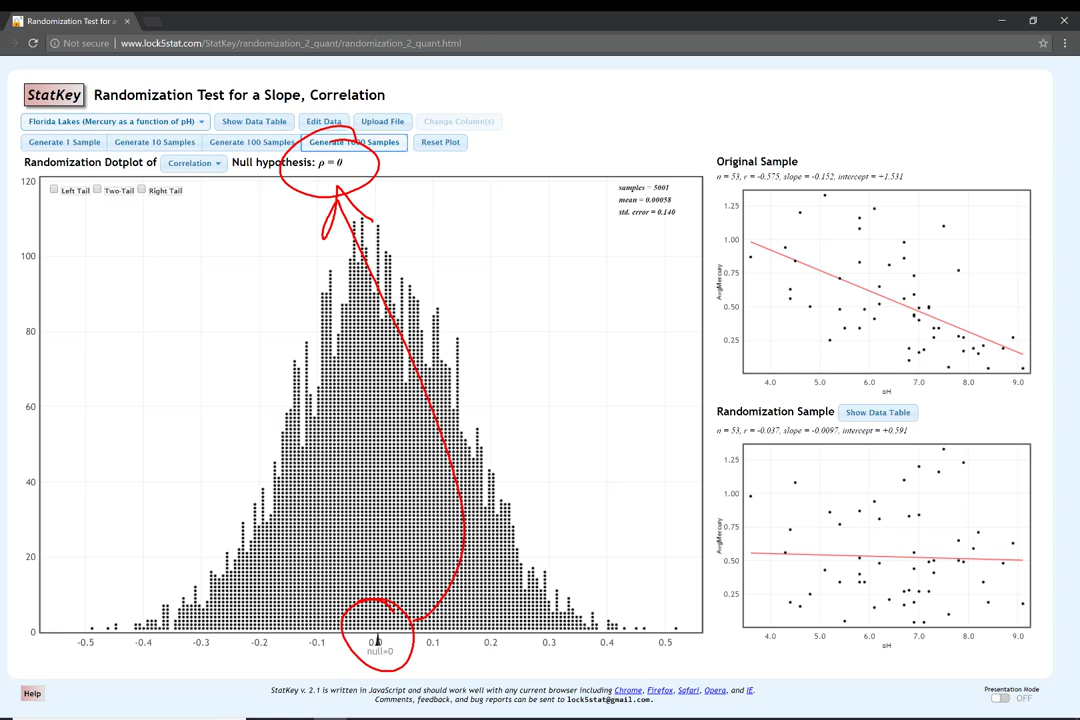 Randomization Test for a
Not secure | www.lock5stat.com/StatKey/randomization_2_quant/randomization_2_quant.html
StatKey Randomization Test for a Slope, Correlation
Florida Lakes (Mercury as a function of pH) Show Data Table Edit Data Upload File Change Column(s)
Generate 1 Sample Generate 10 Samples Generate 100 Samples Generate 1000 Samples Reset Plot
Randomization Dotplot of Correlation Null hypothesis: ρ = 0
Left Tail Two-Tail Right Tail
samples = 5001
mean = 0.00058
std. error = 0.140
120
100
80
60
40
20
0
-0.5 -0.4 -0.3 -0.2 -0.1 0.0 0.1 0.2 0.3 0.4 0.5
null=0
Original Sample
n = 53, r = -0.575, slope = -0.152, intercept = +1.531
1.25
1.00
0.75
0.50
0.25
AvgMercury
4.0 5.0 6.0 7.0 8.0 9.0
pH
Randomization Sample Show Data Table
n = 53, r = -0.037, slope = -0.0097, intercept = +0.591
1.25
1.00
0.75
0.50
0.25
AvgMercury
4.0 5.0 6.0 7.0 8.0 9.0
pH
Help
StatKey v. 2.1 is written in JavaScript and should work well with any current browser including Chrome, Firefox, Safari, Opera, and IE.
Comments, feedback, and bug reports can be sent to lock5stat@gmail.com.
Presentation Mode
OFF